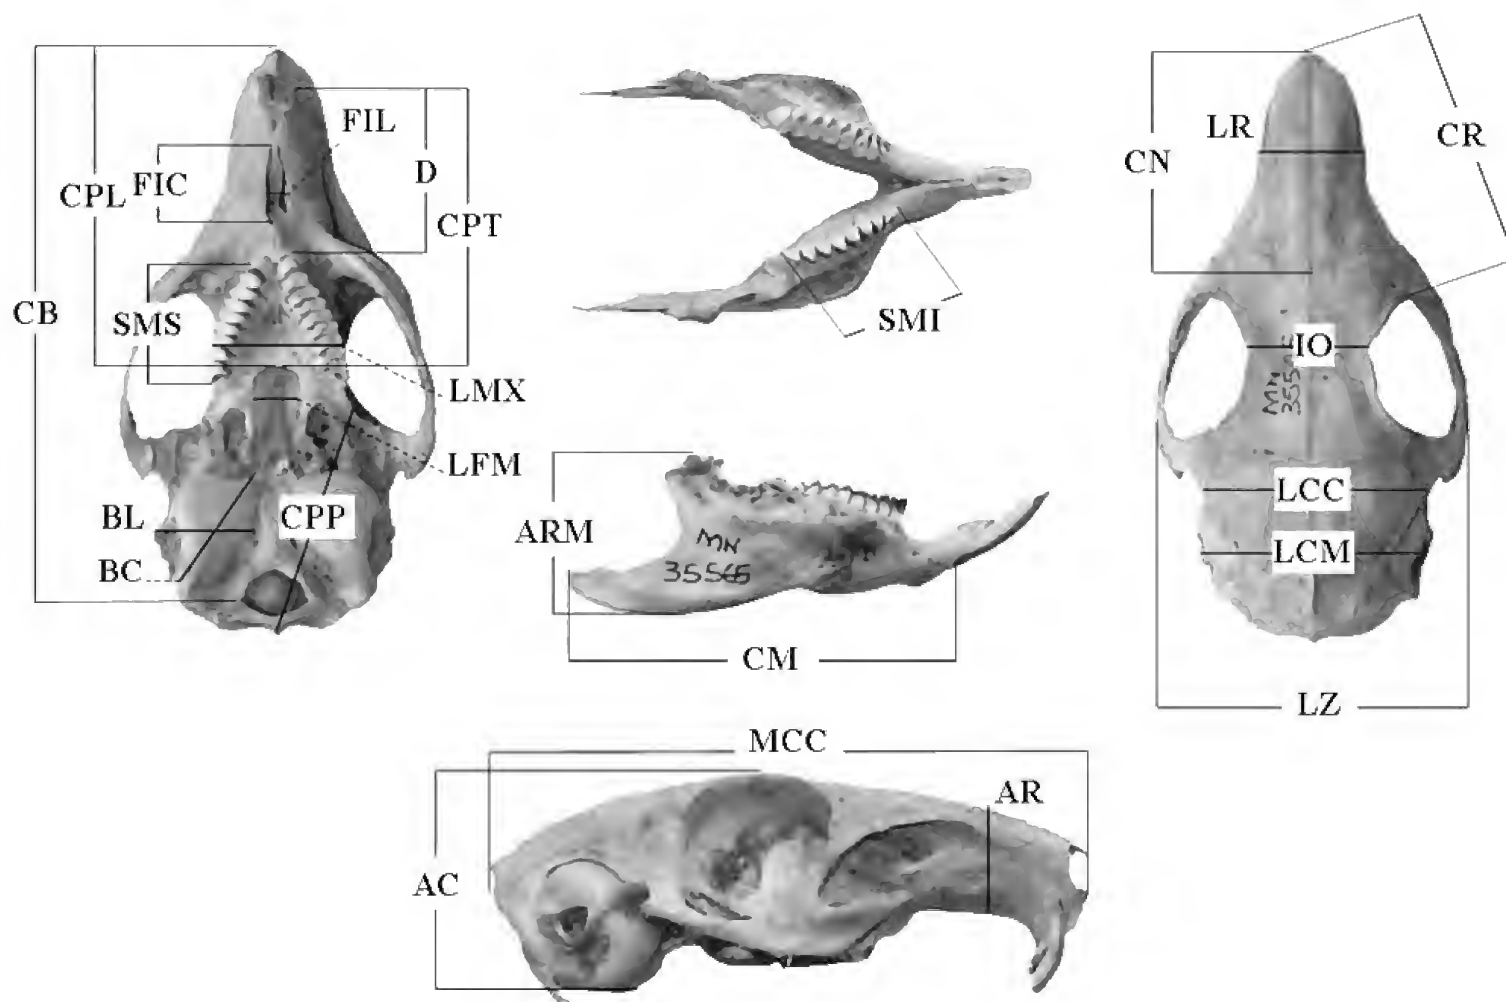 FIL
FIC
CPL
D
CPT
CB
SMS
LMX
LFM
BL
CPP
BC
SMI
ARM
MN
35565
CM
LR
CN
CR
IO
MN
LCC
LCM
LZ
MCC
AR
AC